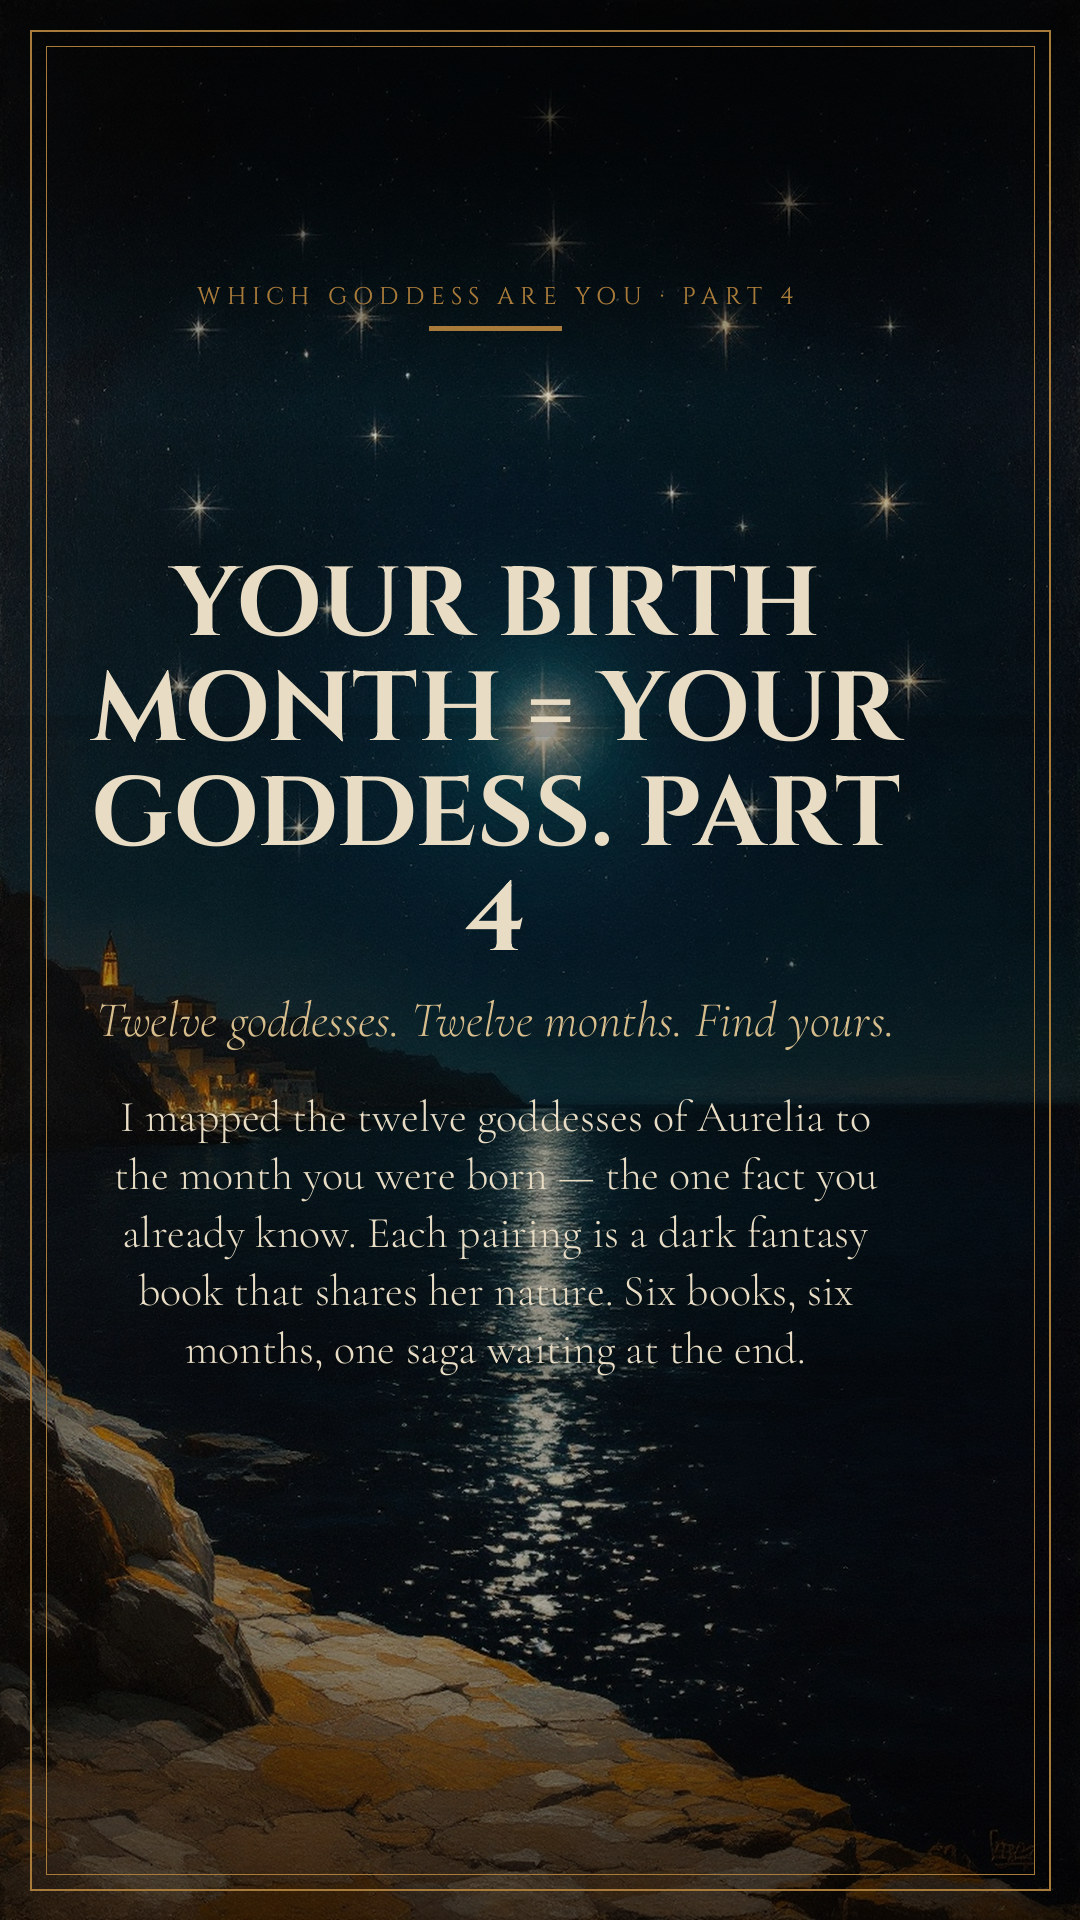 WHICH GODDESS ARE YOU · PART 4
YOUR BIRTH
MONTH = YOUR
GODDESS. PART
4
Twelve goddesses. Twelve months. Find yours.
I mapped the twelve goddesses of Aurelia to
the month you were born — the one fact you
already know. Each pairing is a dark fantasy
book that shares her nature. Six books, six
months, one saga waiting at the end.